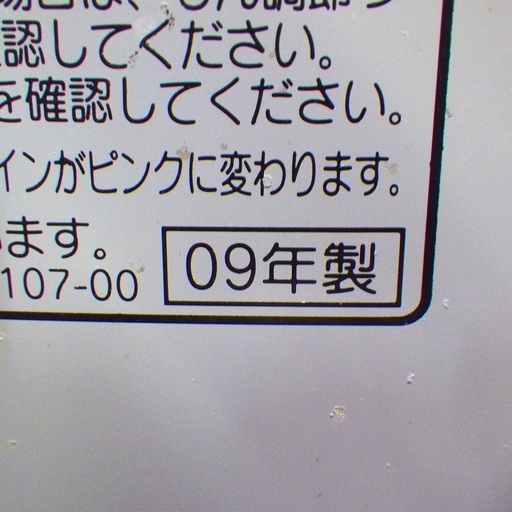 認してください。
を確認してください。
インがピンクに変わります。
ます。
107-00
09年製